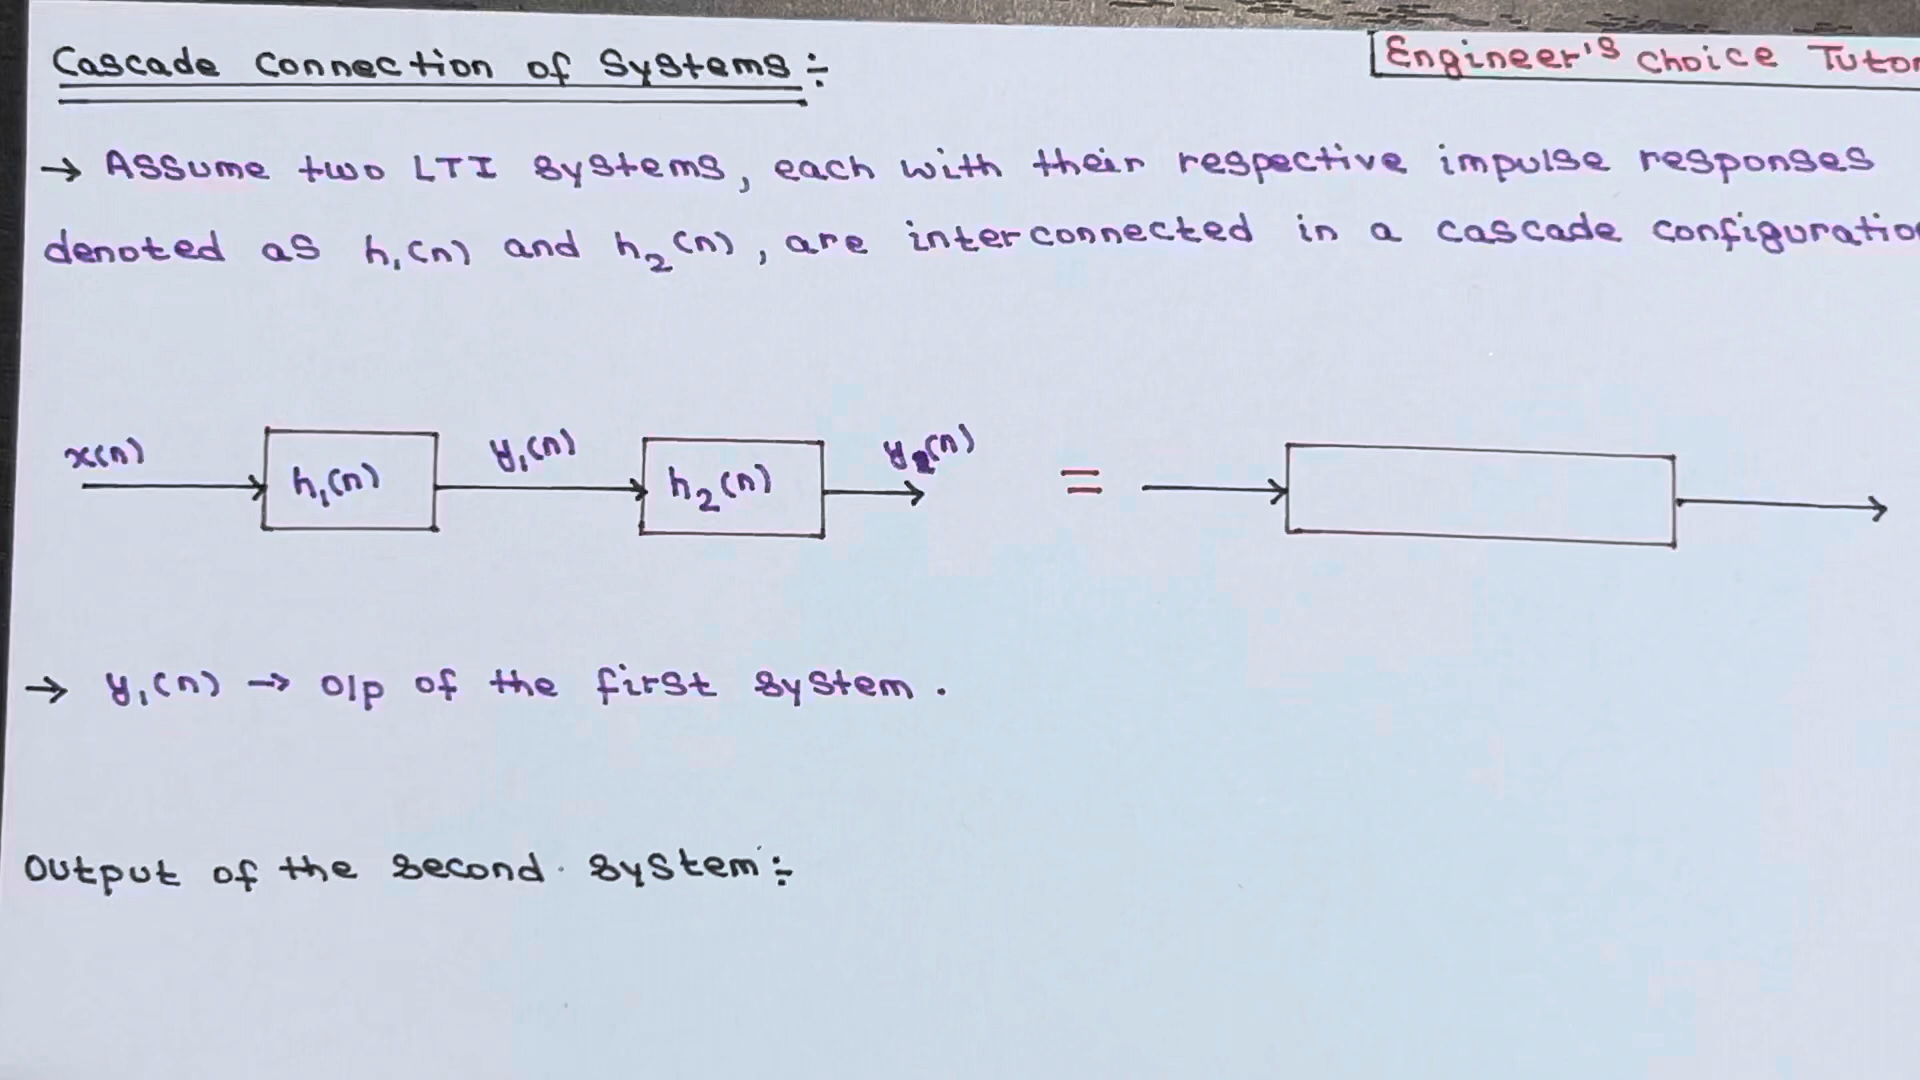 Cascade Connection of Systems :-
Engineer's Choice Tutor
→ Assume two LTI systems, each with their respective impulse responses
denoted as h₁(n) and h₂(n), are interconnected in a cascade configuratio
x(n) h₁(n) y₁(n) h₂(n) y₂(n) =
→ y₁(n) → o/p of the first system.
Output of the second system :-